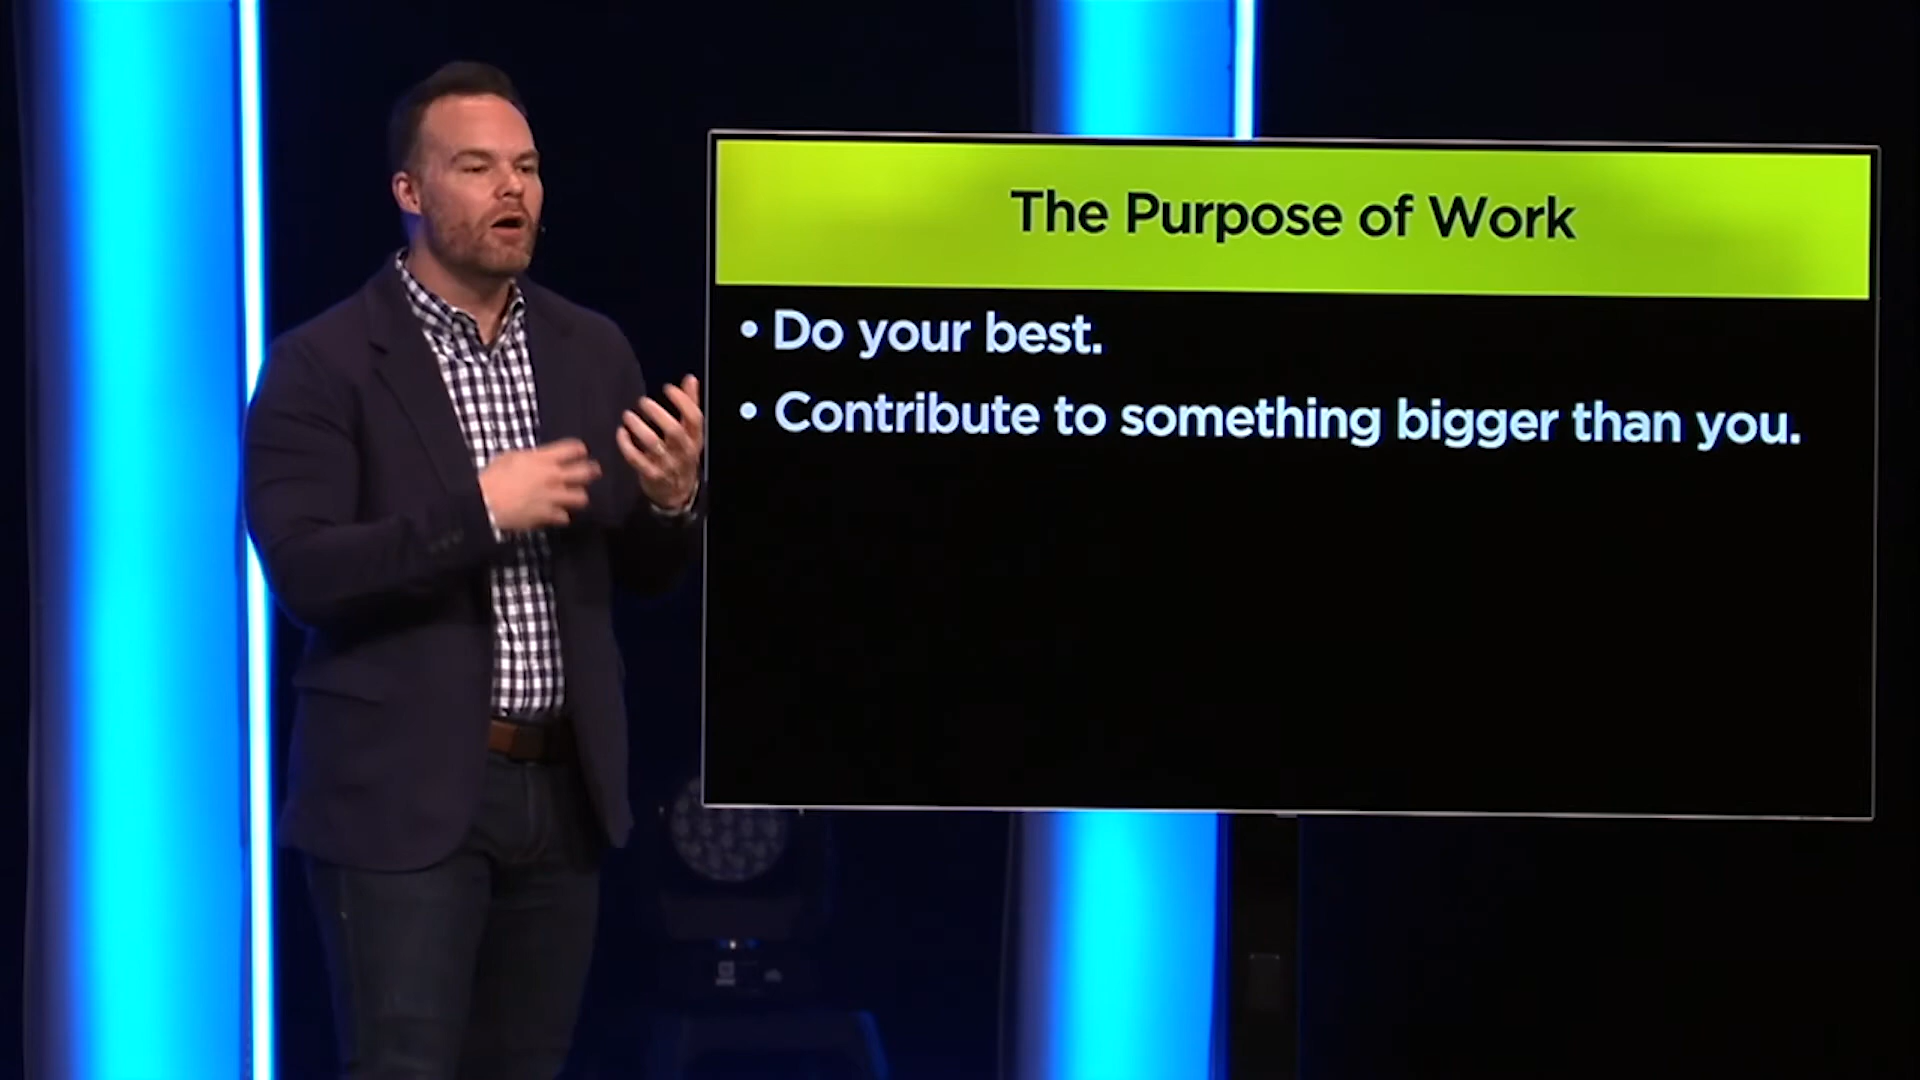 The Purpose of Work
• Do your best.
• Contribute to something bigger than you.